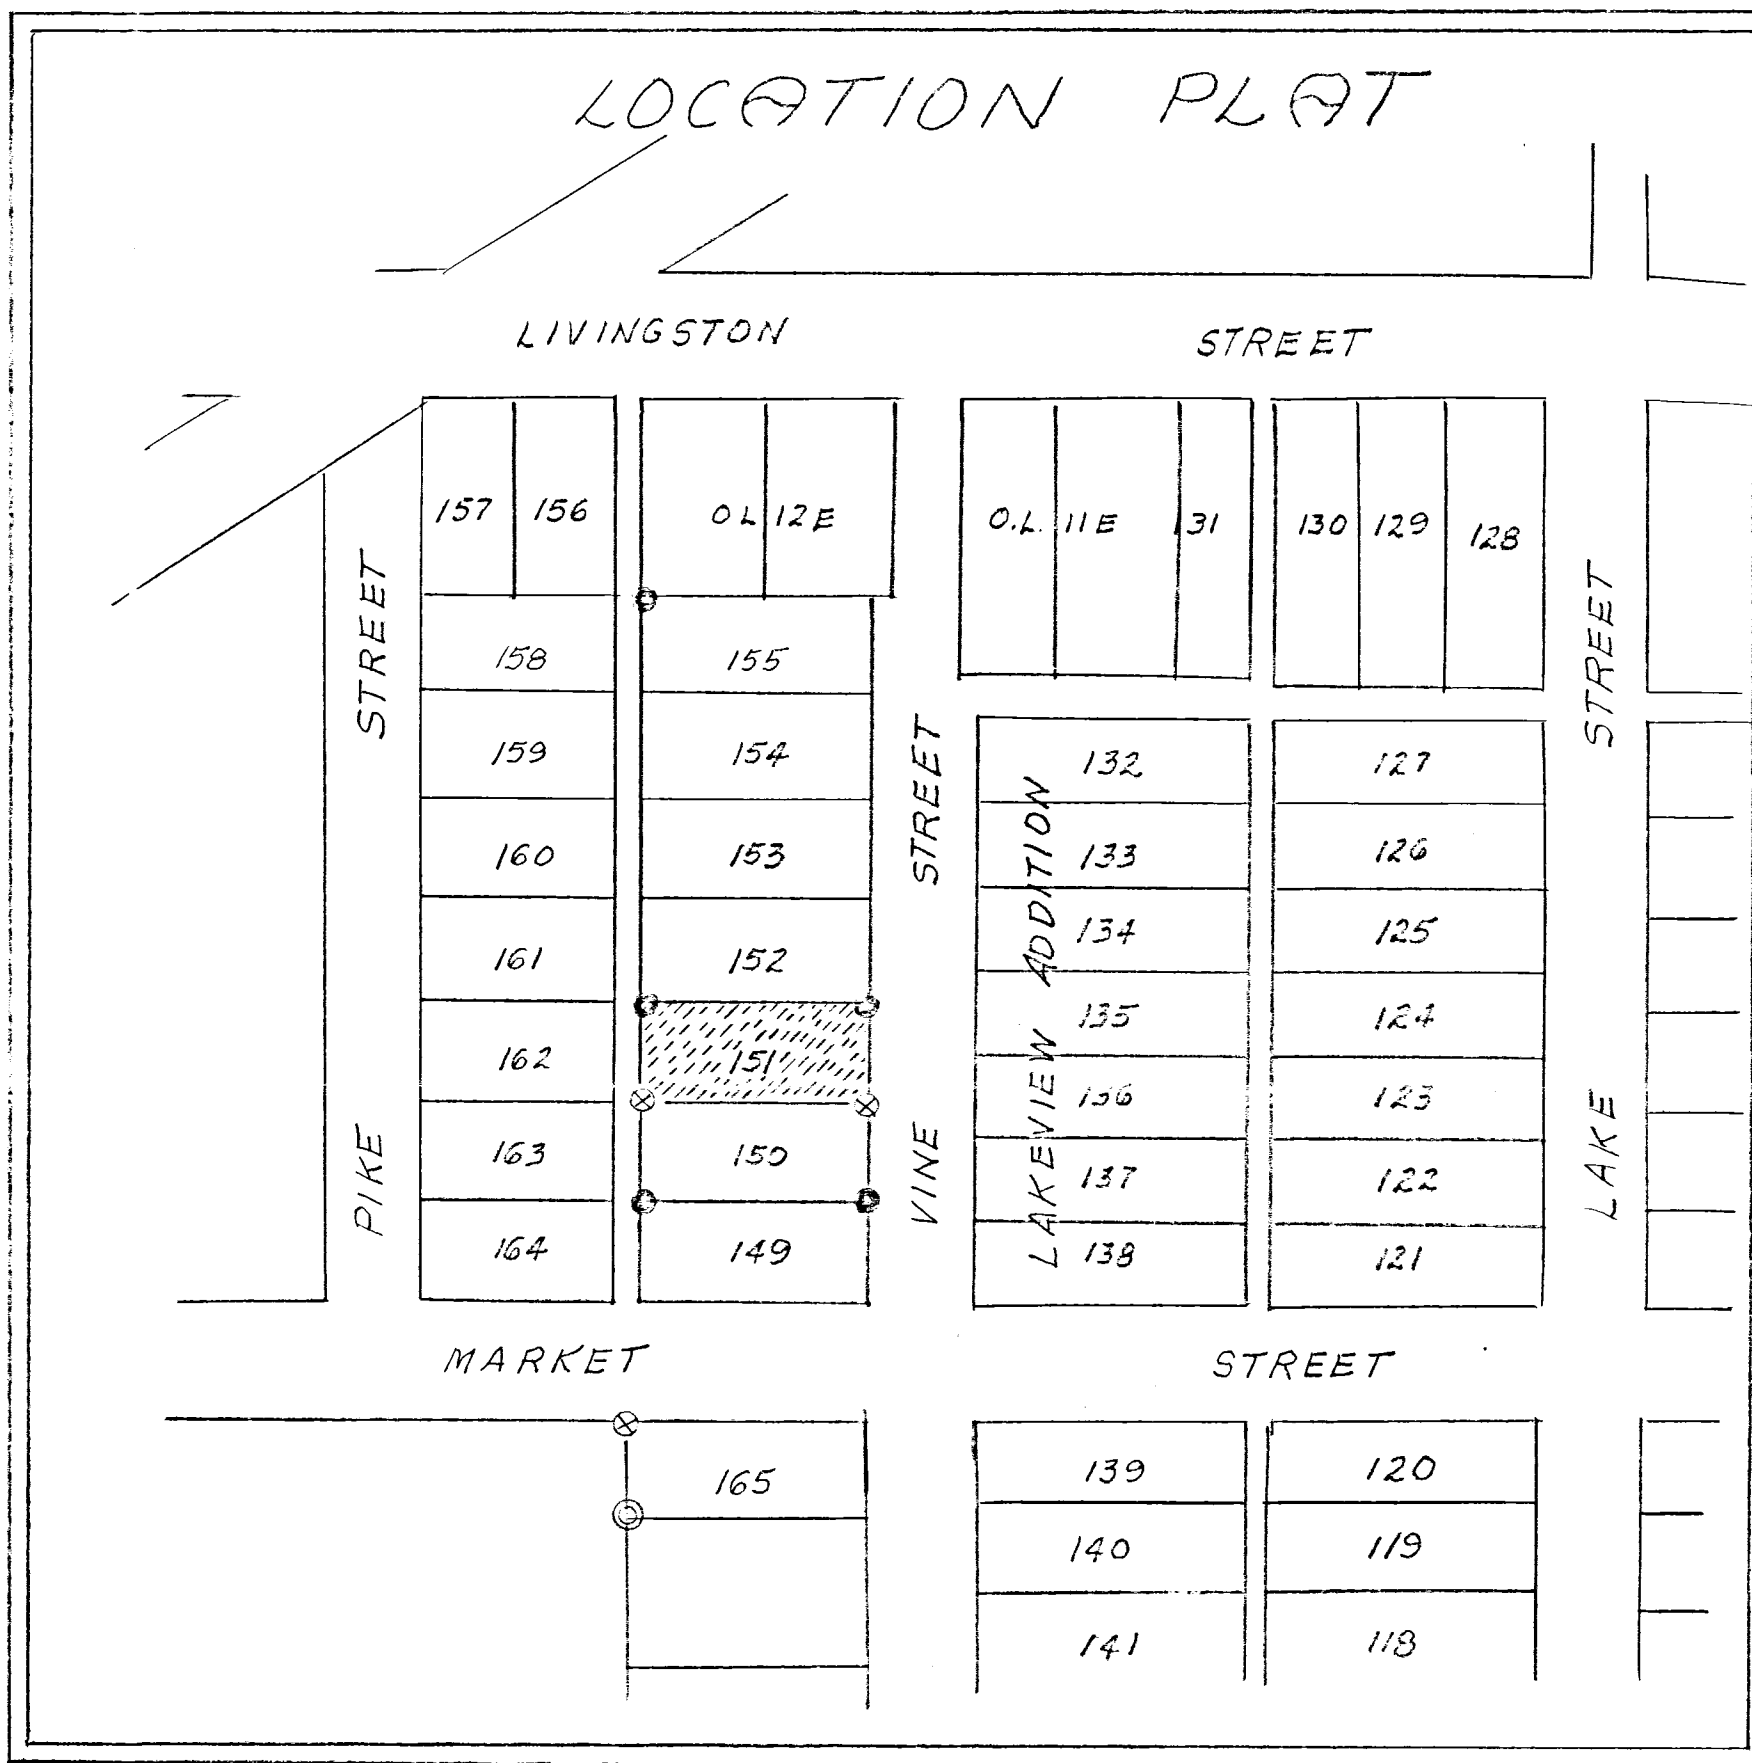 LOCATION PLAT
LIVINGSTON STREET
157 156 O L 12 E O.L. 11 E 131 130 129 128
PIKE STREET
158 155
159 154
160 153
161 152
162 151
163 150
164 149
VINE STREET
LAKEVIEW ADDITION
132 127
133 126
134 125
135 124
136 123
137 122
138 121
LAKE STREET
MARKET STREET
165 139 120
140 119
141 118